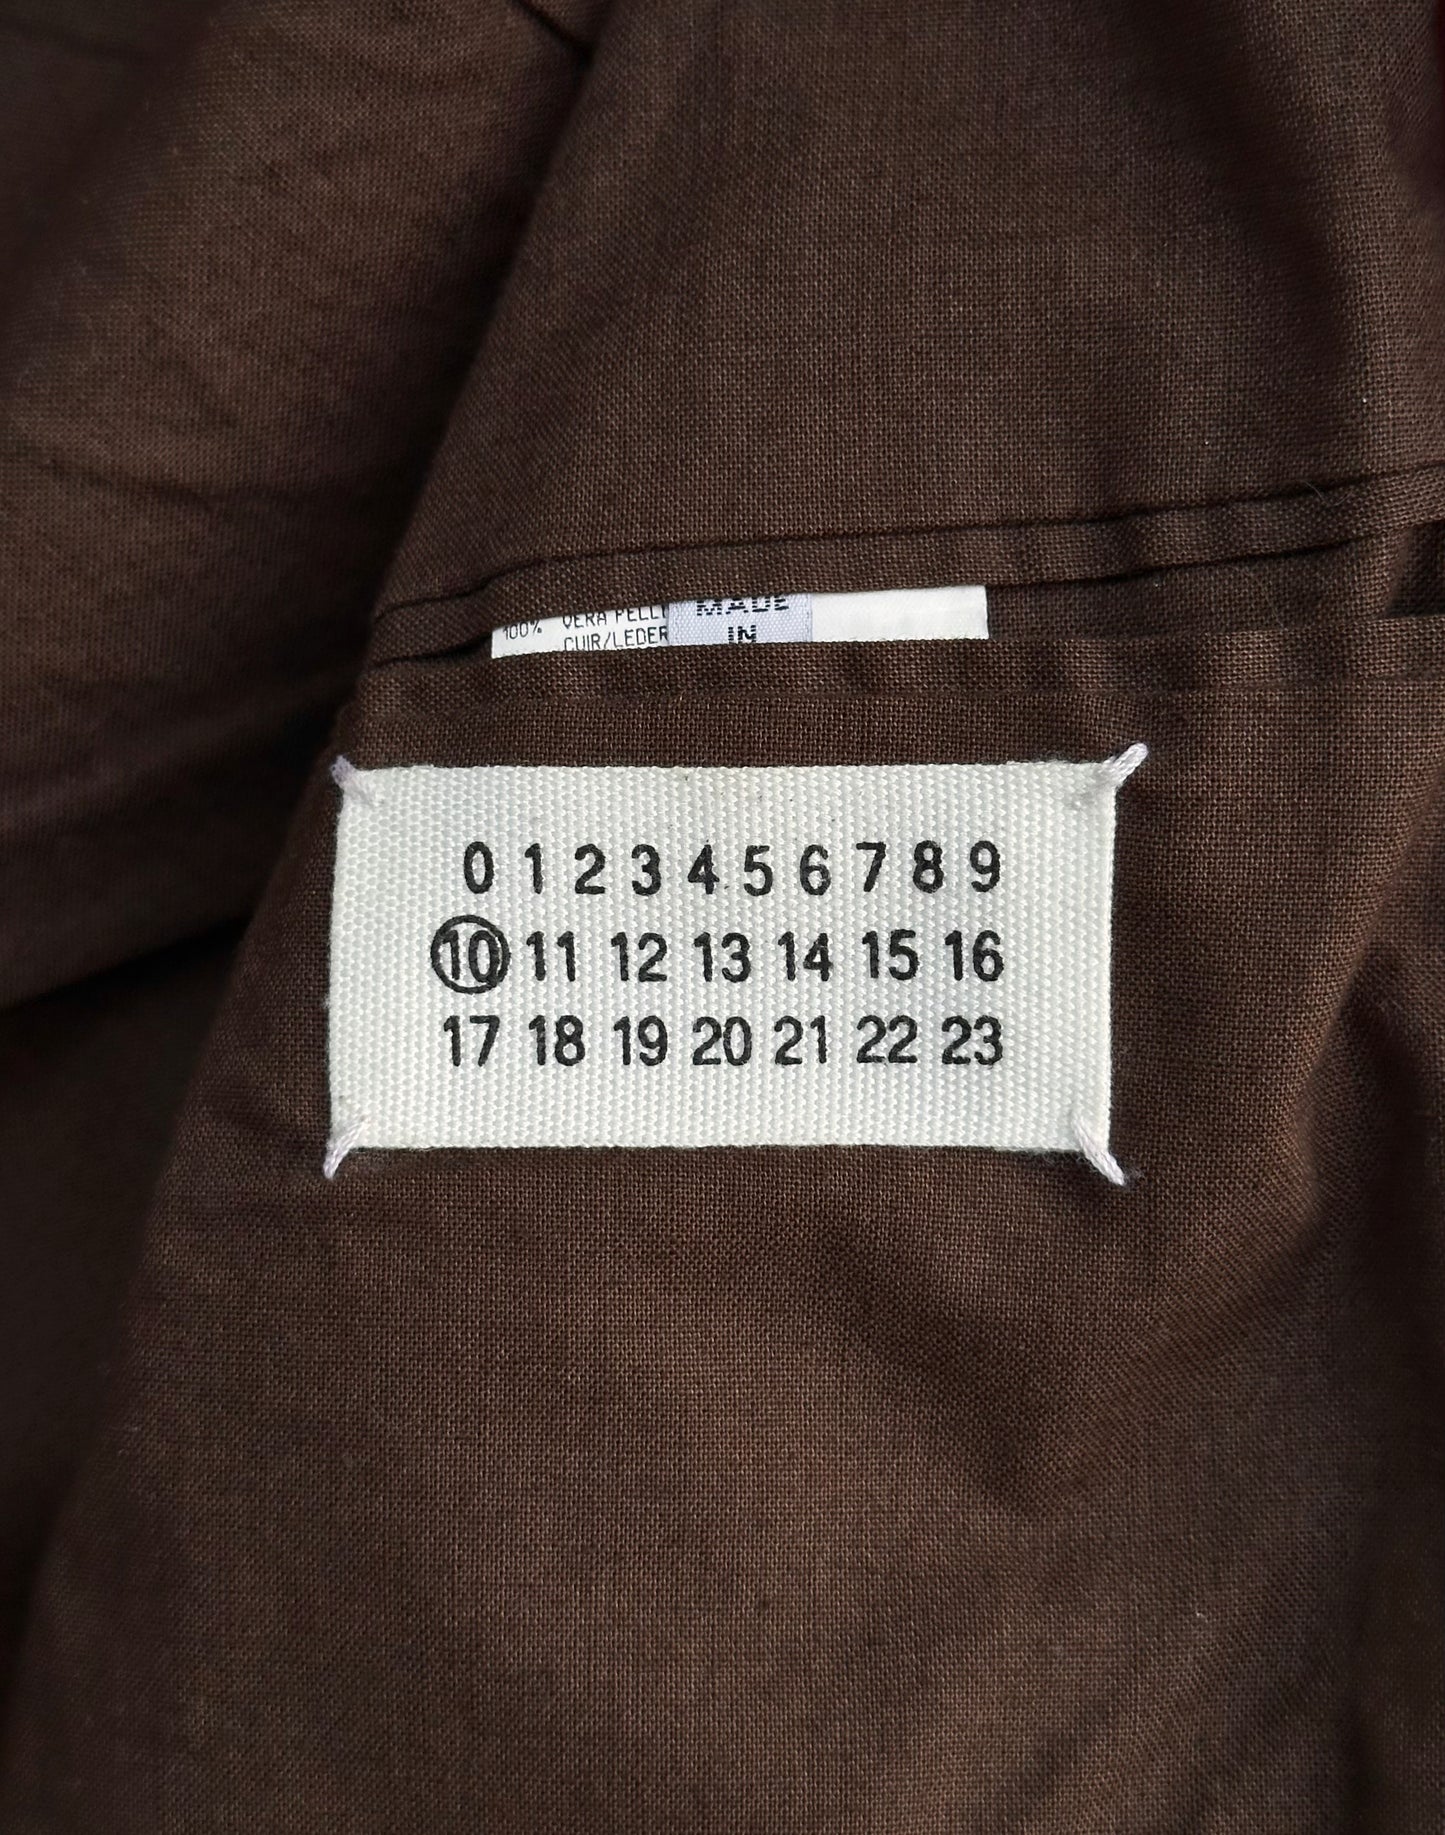 100% VERA PELL
CUIR/LEDER
MADE
IN
0 1 2 3 4 5 6 7 8 9
10 11 12 13 14 15 16
17 18 19 20 21 22 23